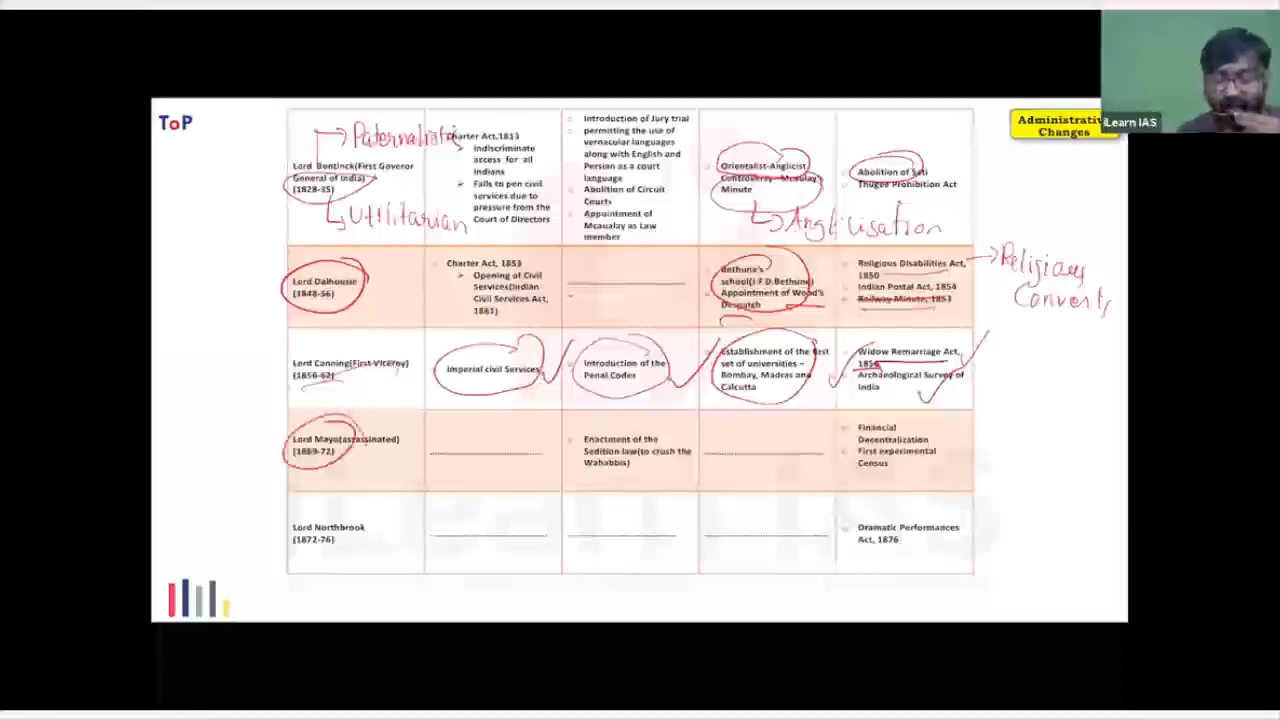 Learn IAS
ToP
Administrative
Changes
Paternalistic
Lord Bentinck(First Goveror
General of India)
(1828-35)
Utilitarian
Charter Act,1813
Indiscriminate
access for all
Indians
Fails to pen civil
services due to
pressure from the
Court of Directors
Introduction of Jury trial
permitting the use of
vernacular languages
along with English and
Persian as a court
language
Abolition of Circuit
Courts
Appointment of
Mcaualay as Law
member
Orientalist-Anglicist
Controversy
Minute
Anglicisation
Abolition of Sati
Thugee Prohibition Act
Lord Dalhousie
(1848-56)
Charter Act, 1853
Opening of Civil
Services(Indian
Civil Services Act,
1861)
Bethune's
school(J F D Bethune)
Appointment of Wood's
Despatch
Religious Disabilities Act,
1850
Indian Postal Act, 1854
Railway Minute, 1853
Religious
Converts
Lord Canning(First Viceroy)
(1856-62)
Imperial civil Services
Introduction of the
Penal Codes
Establishment of the first
set of universities –
Bombay, Madras and
Calcutta
Widow Remarriage Act,
1856
Archaeological Survey of
India
Lord Mayo(assassinated)
(1869-72)
Enactment of the
Sedition law(to crush the
Wahabbis)
Financial
Decentralization
First experimental
Census
Lord Northbrook
(1872-76)
Dramatic Performances
Act, 1876